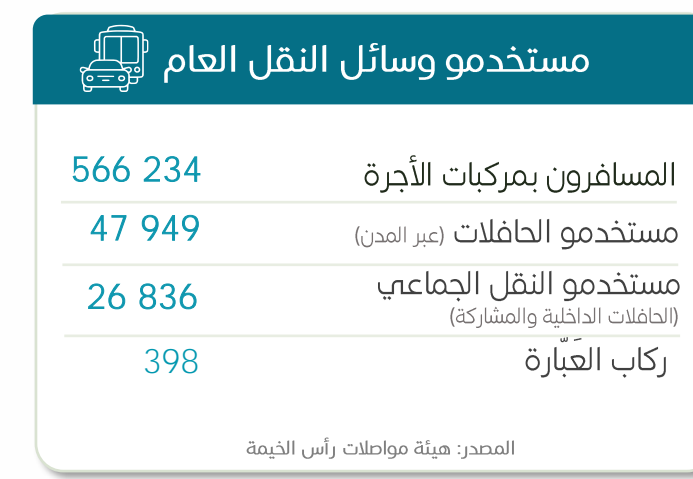 مستخدمو وسائل النقل العام
المسافرون بمركبات الأجرة 566 234
مستخدمو الحافلات (عبر المدن) 47 949
مستخدمو النقل الجماعي 26 836
(الحافلات الداخلية والمشاركة)
ركاب العَبّارة 398
المصدر: هيئة مواصلات رأس الخيمة